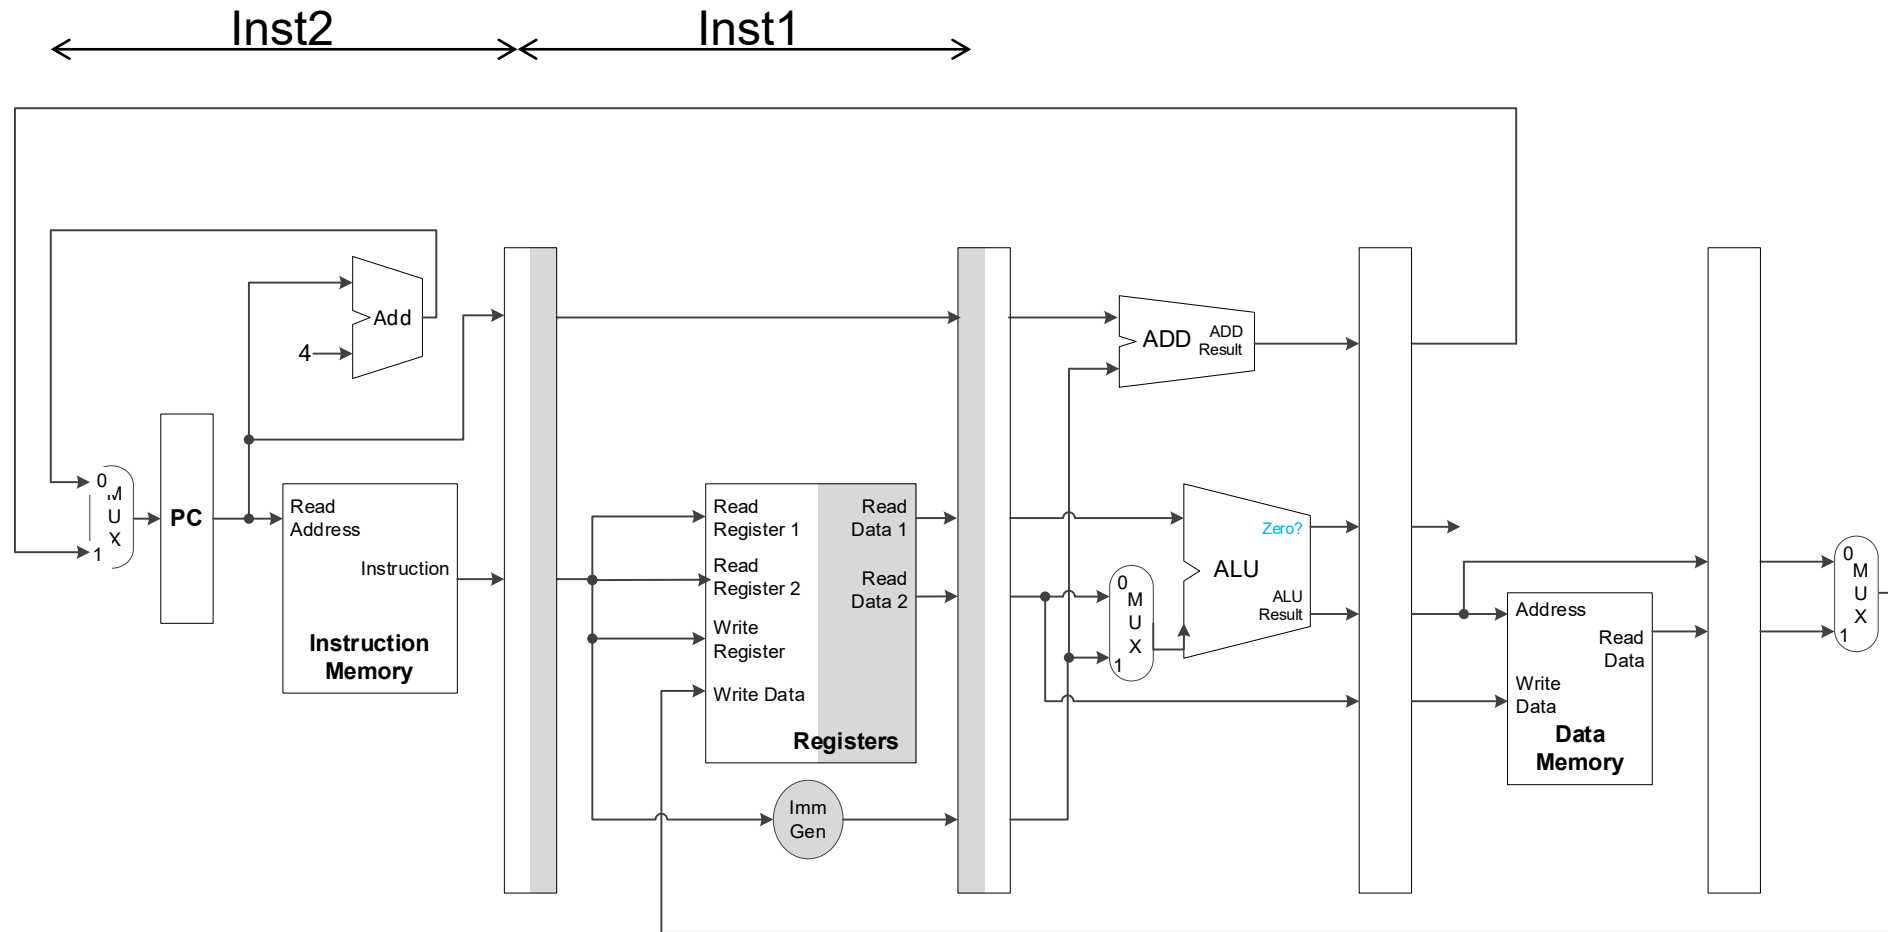 Inst2
Inst1
Add
4
0
M
U
X
1
PC
Read
Address
Instruction
Instruction
Memory
Read
Register 1
Read
Register 2
Write
Register
Write Data
Read
Data 1
Read
Data 2
Registers
Imm
Gen
ADD
ADD
Result
0
M
U
X
1
Zero?
ALU
ALU
Result
Address
Read
Data
Write
Data
Data
Memory
0
M
U
X
1